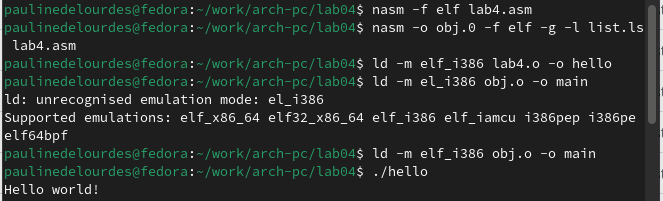 paulinedelourdes@fedora:~/work/arch-pc/lab04$ nasm -f elf lab4.asm
paulinedelourdes@fedora:~/work/arch-pc/lab04$ nasm -o obj.0 -f elf -g -l list.ls
 lab4.asm
paulinedelourdes@fedora:~/work/arch-pc/lab04$ ld -m elf_i386 lab4.o -o hello
paulinedelourdes@fedora:~/work/arch-pc/lab04$ ld -m el_i386 obj.o -o main
ld: unrecognised emulation mode: el_i386
Supported emulations: elf_x86_64 elf32_x86_64 elf_i386 elf_iamcu i386pep i386pe
elf64bpf
paulinedelourdes@fedora:~/work/arch-pc/lab04$ ld -m elf_i386 obj.o -o main
paulinedelourdes@fedora:~/work/arch-pc/lab04$ ./hello
Hello world!